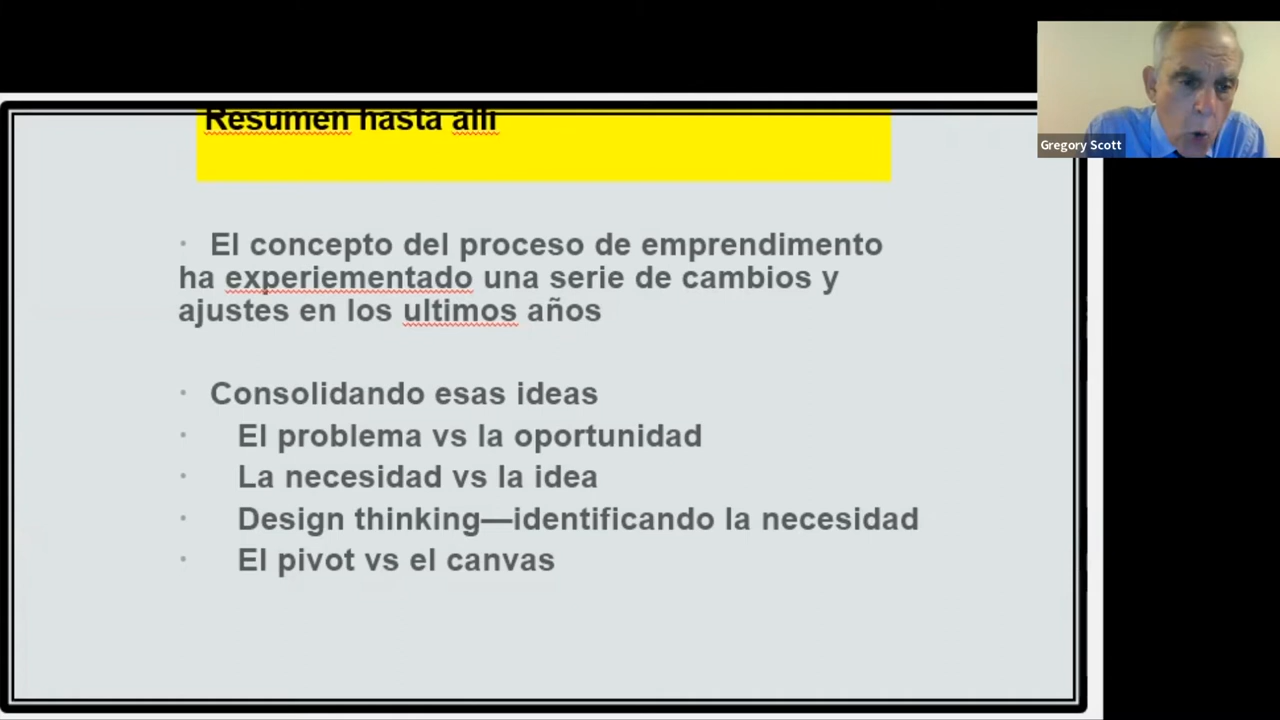 Resumen hasta alli
Gregory Scott
· El concepto del proceso de emprendimento
ha experiementado una serie de cambios y
ajustes en los ultimos años
· Consolidando esas ideas
· El problema vs la oportunidad
· La necesidad vs la idea
· Design thinking—identificando la necesidad
· El pivot vs el canvas